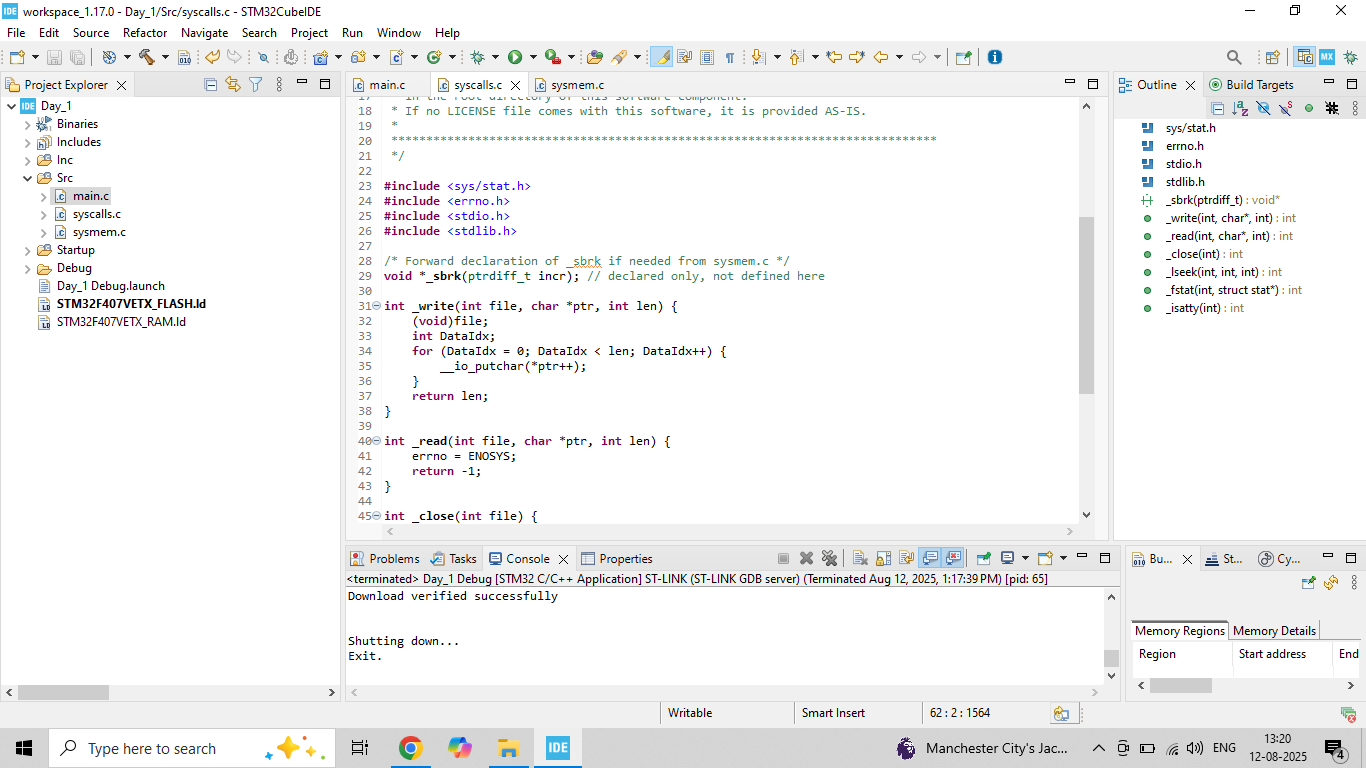 workspace_1.17.0 - Day_1/Src/syscalls.c - STM32CubeIDE
File Edit Source Refactor Navigate Search Project Run Window Help
Project Explorer
Day_1
Binaries
Includes
Inc
Src
main.c
syscalls.c
sysmem.c
Startup
Debug
Day_1 Debug.launch
STM32F407VETX_FLASH.ld
STM32F407VETX_RAM.ld
main.c syscalls.c sysmem.c
17 * in the root directory of this software component.
18 * If no LICENSE file comes with this software, it is provided AS-IS.
19 *
20 ******************************************************************************
21 */
22
23 #include <sys/stat.h>
24 #include <errno.h>
25 #include <stdio.h>
26 #include <stdlib.h>
27
28 /* Forward declaration of _sbrk if needed from sysmem.c */
29 void *_sbrk(ptrdiff_t incr); // declared only, not defined here
30
31 int _write(int file, char *ptr, int len) {
32 (void)file;
33 int DataIdx;
34 for (DataIdx = 0; DataIdx < len; DataIdx++) {
35 __io_putchar(*ptr++);
36 }
37 return len;
38 }
39
40 int _read(int file, char *ptr, int len) {
41 errno = ENOSYS;
42 return -1;
43 }
44
45 int _close(int file) {
Outline Build Targets
sys/stat.h
errno.h
stdio.h
stdlib.h
_sbrk(ptrdiff_t) : void*
_write(int, char*, int) : int
_read(int, char*, int) : int
_close(int) : int
_lseek(int, int, int) : int
_fstat(int, struct stat*) : int
_isatty(int) : int
Problems Tasks Console Properties
<terminated> Day_1 Debug [STM32 C/C++ Application] ST-LINK (ST-LINK GDB server) (Terminated Aug 12, 2025, 1:17:39 PM) [pid: 65]
Download verified successfully
Shutting down...
Exit.
Bu... St... Cy...
Memory Regions Memory Details
Region Start address End
Writable Smart Insert 62 : 2 : 1564
Type here to search
IDE
Manchester City's Jac...
ENG
13:20
12-08-2025
4